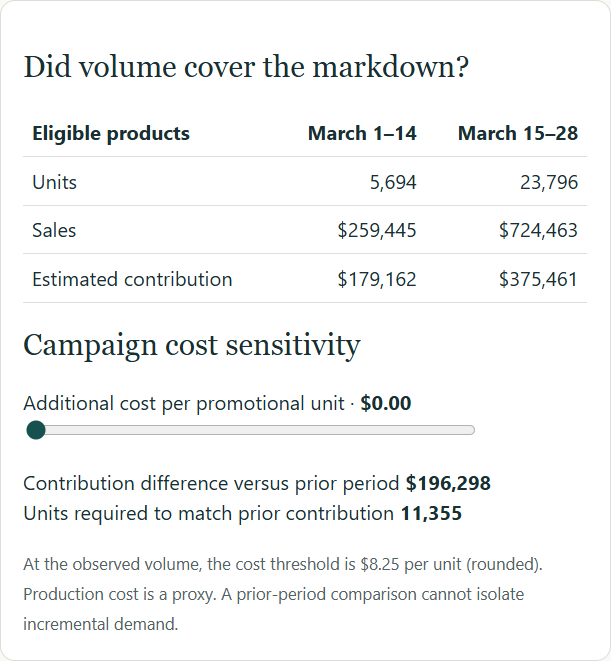 Did volume cover the markdown?
Eligible products March 1–14 March 15–28
Units 5,694 23,796
Sales $259,445 $724,463
Estimated contribution $179,162 $375,461
Campaign cost sensitivity
Additional cost per promotional unit · $0.00
Contribution difference versus prior period $196,298
Units required to match prior contribution 11,355
At the observed volume, the cost threshold is $8.25 per unit (rounded).
Production cost is a proxy. A prior-period comparison cannot isolate
incremental demand.